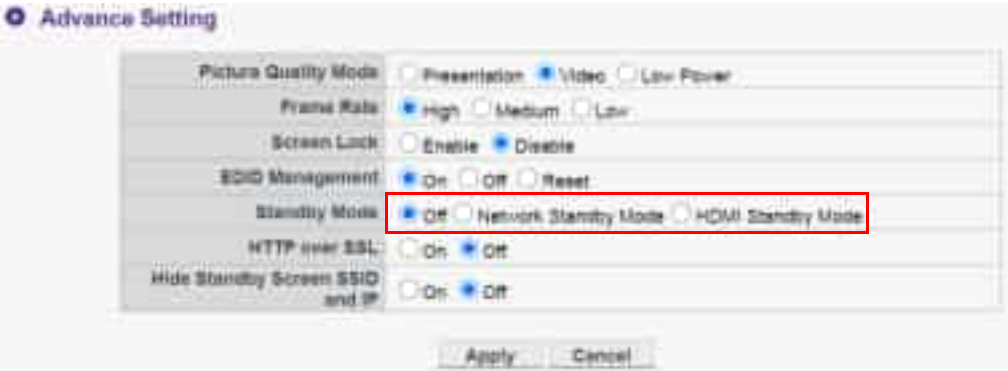 Advance Setting
Picture Quality Mode Presentation Video Low Power
Frame Rate High Medium Low
Screen Lock Enable Disable
EDID Management On Off Reset
Standby Mode Off Network Standby Mode HDMI Standby Mode
HTTP over SSL On Off
Hide Standby Screen SSID
and IP On Off
Apply Cancel